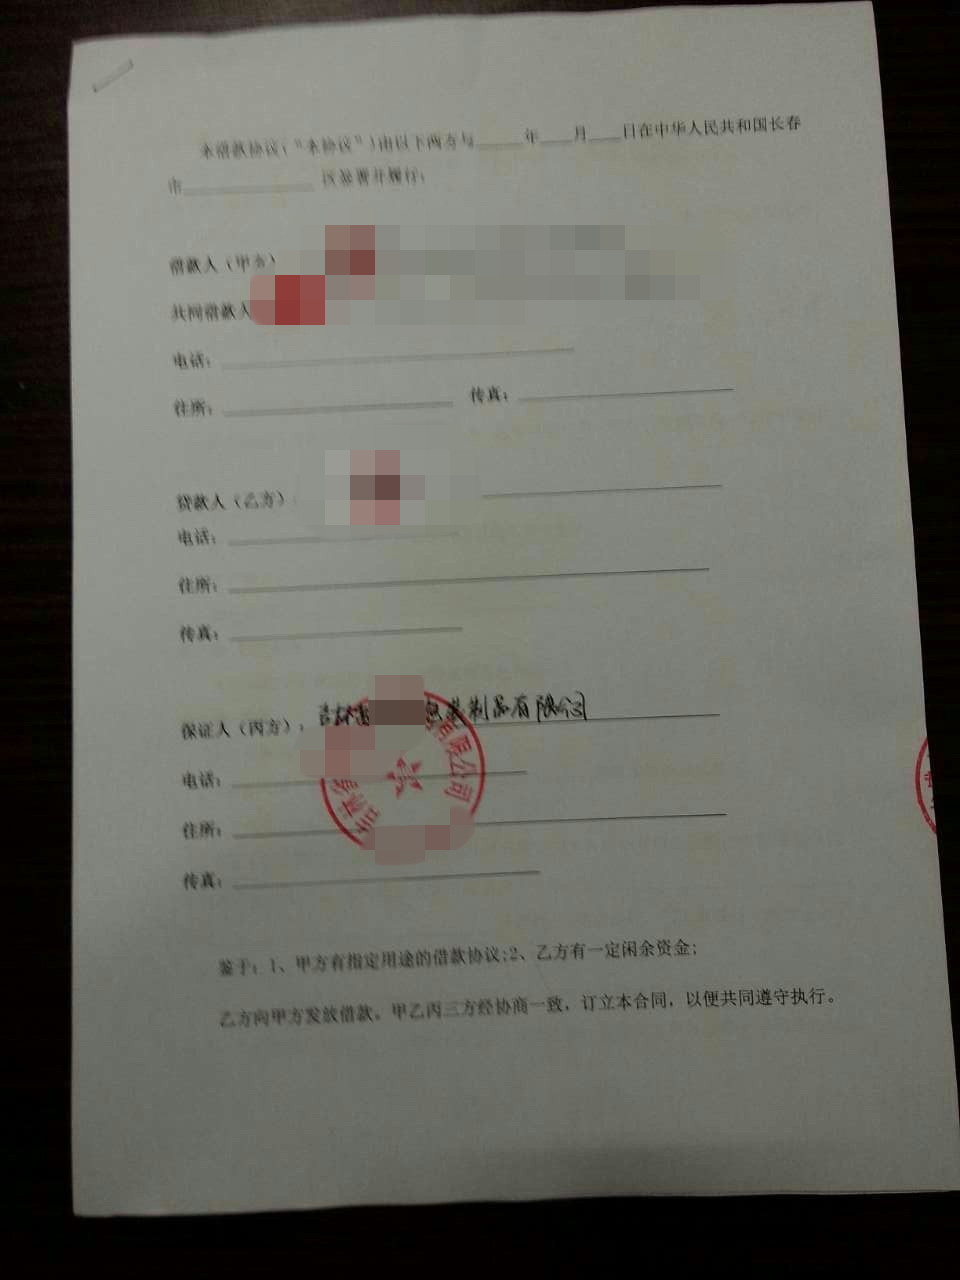 本借款协议（“本协议”）由以下两方与____年___月___日在中华人民共和国长春
市____________区签署并履行：
借款人（甲方）
共同借款人
电话：
住所： 传真：
贷款人（乙方）
电话：
住所：
传真：
保证人（丙方）： 吉林省 包装制品有限公司
有限公司
电话：
住所：
传真：
鉴于：1、甲方有指定用途的借款协议;2、乙方有一定闲余资金;
乙方向甲方发放借款。甲乙丙三方经协商一致，订立本合同，以便共同遵守执行。